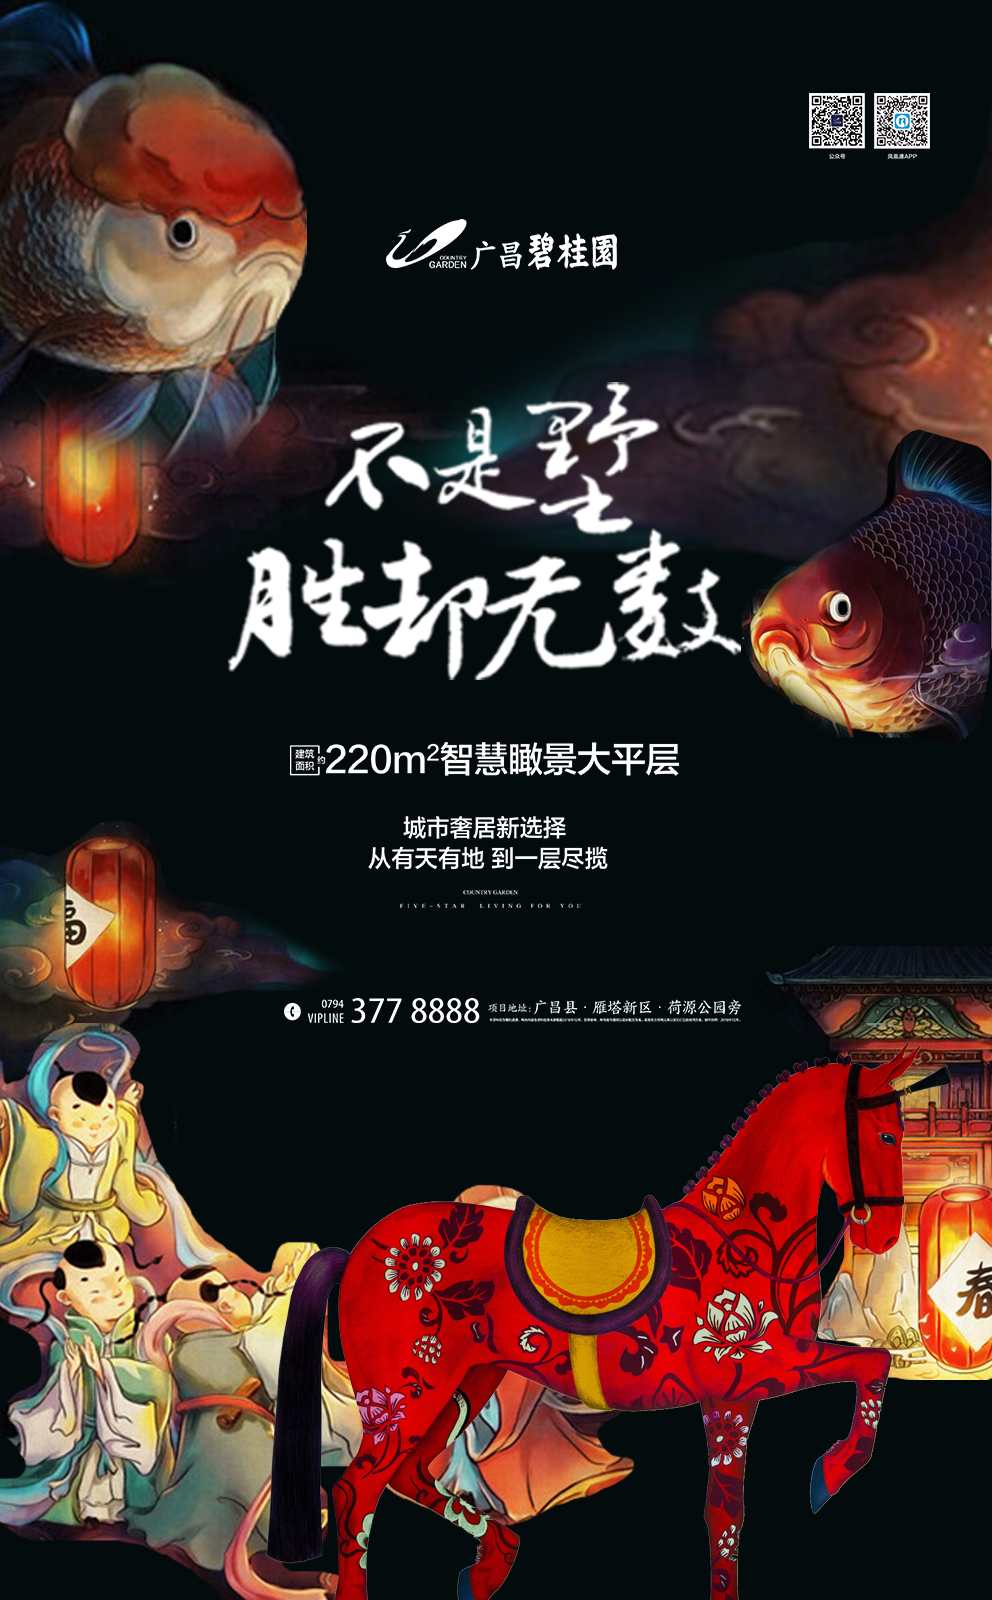 公众号
凤凰通APP
COUNTRY
GARDEN
广昌碧桂園
不是墅
胜却无数
建筑
面积
约220m²智慧瞰景大平层
城市奢居新选择
从有天有地 到一层尽揽
COUNTRY GARDEN
FIVE-STAR LIVING FOR YOU
福
0794
VIPLINE
377 8888
项目地址:广昌县·雁塔新区·荷源公园旁
春